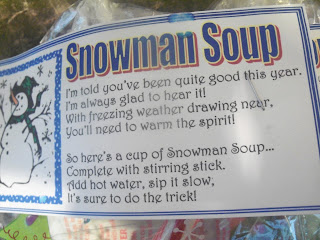 Snowman Soup
I'm told you've been quite good this year.
I'm always glad to hear it!
With freezing weather drawing near,
You'll need to warm the spirit!
So here's a cup of Snowman Soup...
Complete with stirring stick.
Add hot water, sip it slow,
It's sure to do the trick!